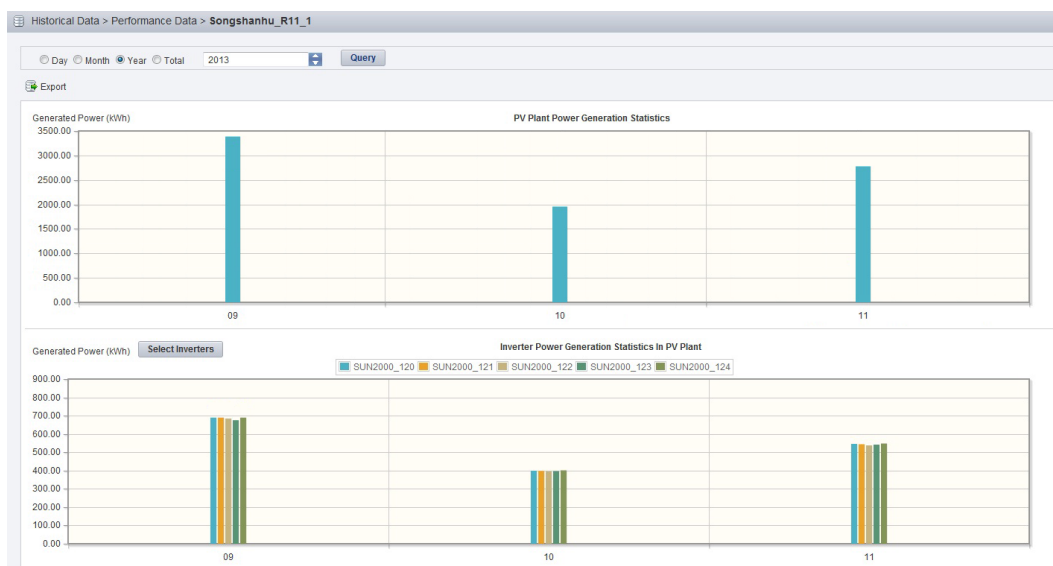 Historical Data > Performance Data > Songshanhu_R11_1
Day Month Year Total 2013 Query
Export
Generated Power (kWh) PV Plant Power Generation Statistics
3500.00
3000.00
2500.00
2000.00
1500.00
1000.00
500.00
0.00
09 10 11
Generated Power (kWh) Select Inverters Inverter Power Generation Statistics In PV Plant
SUN2000_120 SUN2000_121 SUN2000_122 SUN2000_123 SUN2000_124
900.00
800.00
700.00
600.00
500.00
400.00
300.00
200.00
100.00
0.00
09 10 11